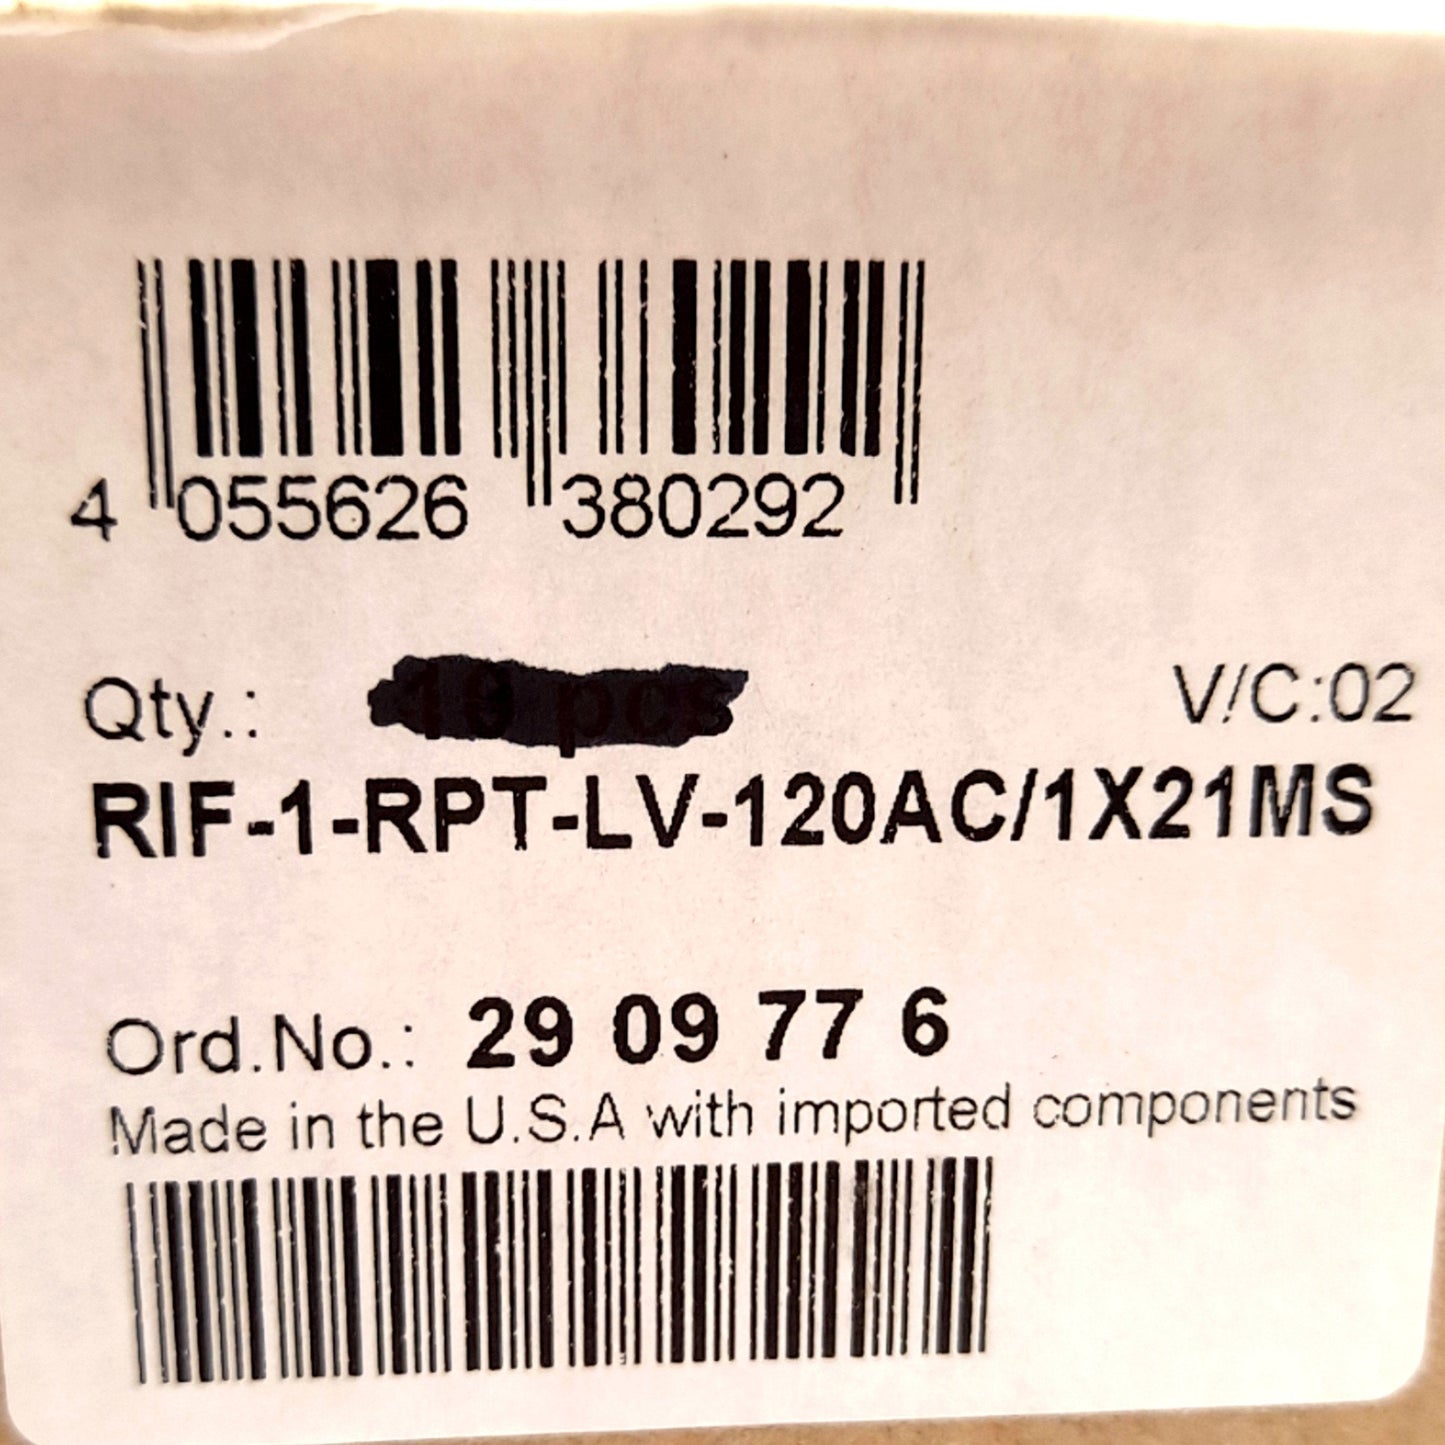 4 055626 380292
Qty.: pcs V/C:02
RIF-1-RPT-LV-120AC/1X21MS
Ord.No.: 29 09 77 6
Made in the U.S.A with imported components